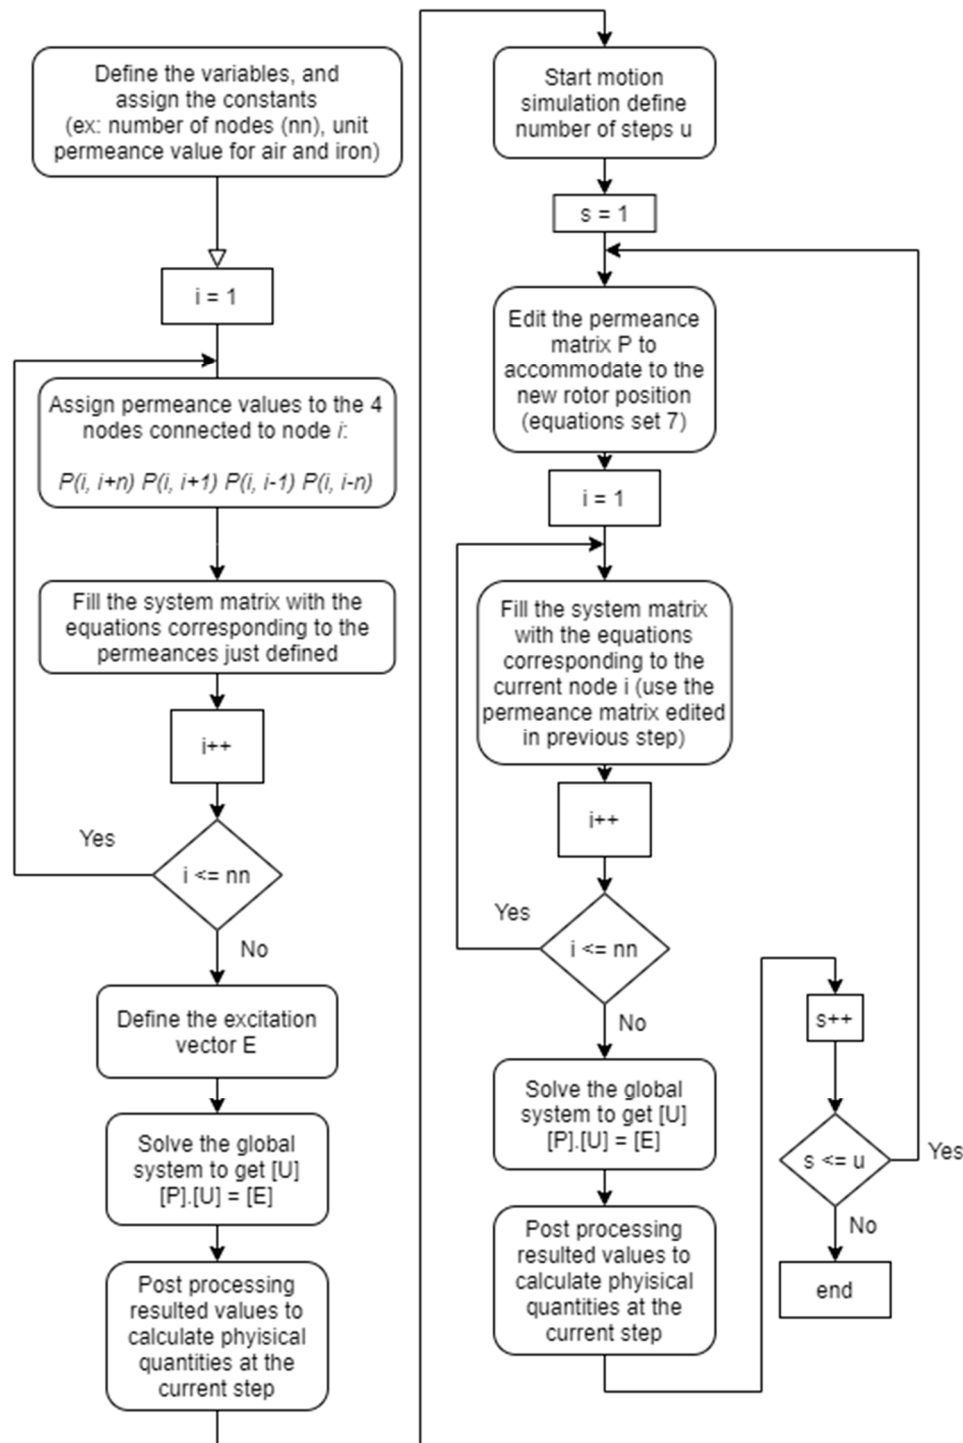 Define the variables, and
assign the constants
(ex: number of nodes (nn), unit
permeance value for air and iron)
i = 1
Assign permeance values to the 4
nodes connected to node i:
P(i, i+n) P(i, i+1) P(i, i-1) P(i, i-n)
Fill the system matrix with the
equations corresponding to the
permeances just defined
i++
Yes
i <= nn
No
Define the excitation
vector E
Solve the global
system to get [U]
[P].[U] = [E]
Post processing
resulted values to
calculate phyisical
quantities at the
current step
Start motion
simulation define
number of steps u
s = 1
Edit the permeance
matrix P to
accommodate to the
new rotor position
(equations set 7)
i = 1
Fill the system matrix
with the equations
corresponding to the
current node i (use the
permeance matrix edited
in previous step)
i++
Yes
i <= nn
No
Solve the global
system to get [U]
[P].[U] = [E]
Post processing
resulted values to
calculate phyisical
quantities at the
current step
s++
s <= u
Yes
No
end